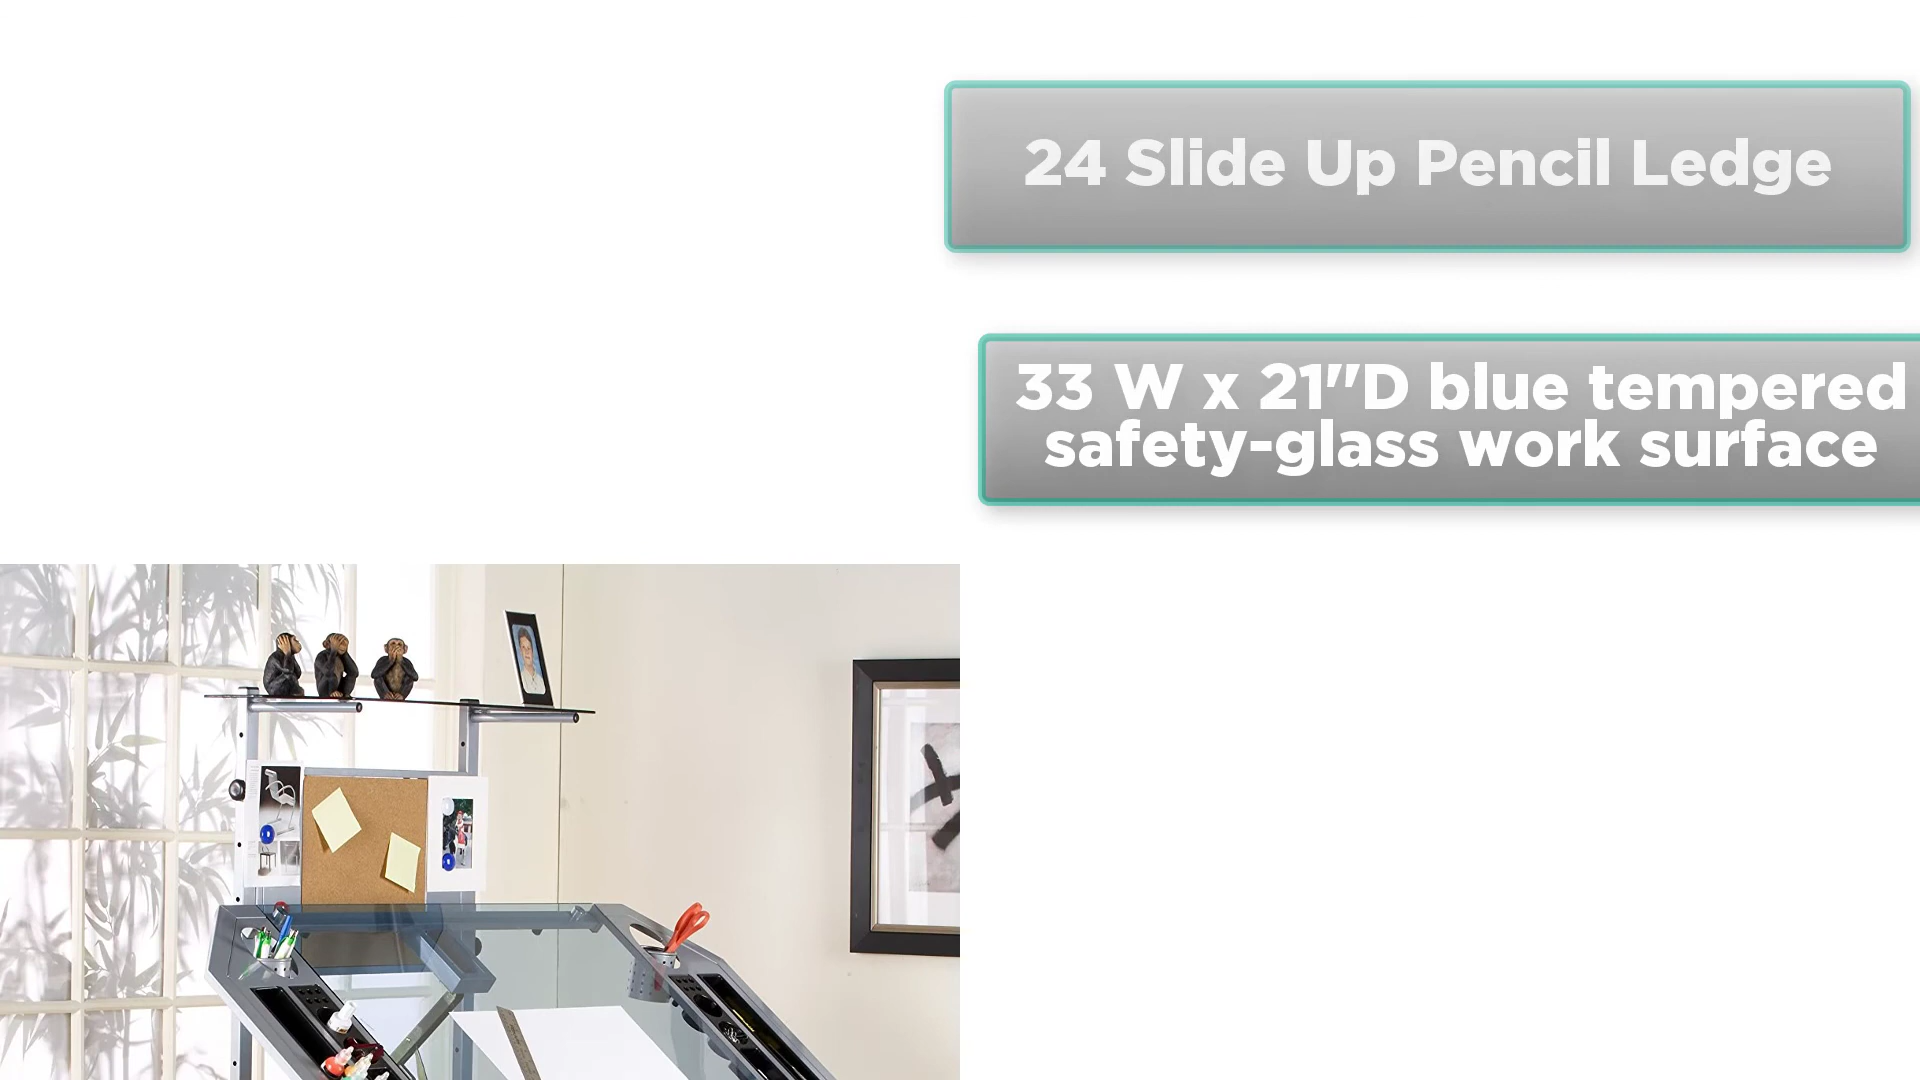 24 Slide Up Pencil Ledge
33 W x 21"D blue tempered
safety-glass work surface